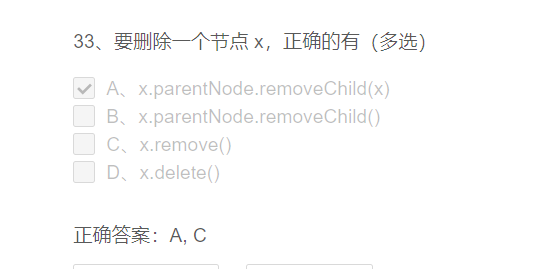 33、要删除一个节点 x，正确的有（多选）
A、x.parentNode.removeChild(x)
B、x.parentNode.removeChild()
C、x.remove()
D、x.delete()
正确答案：A, C